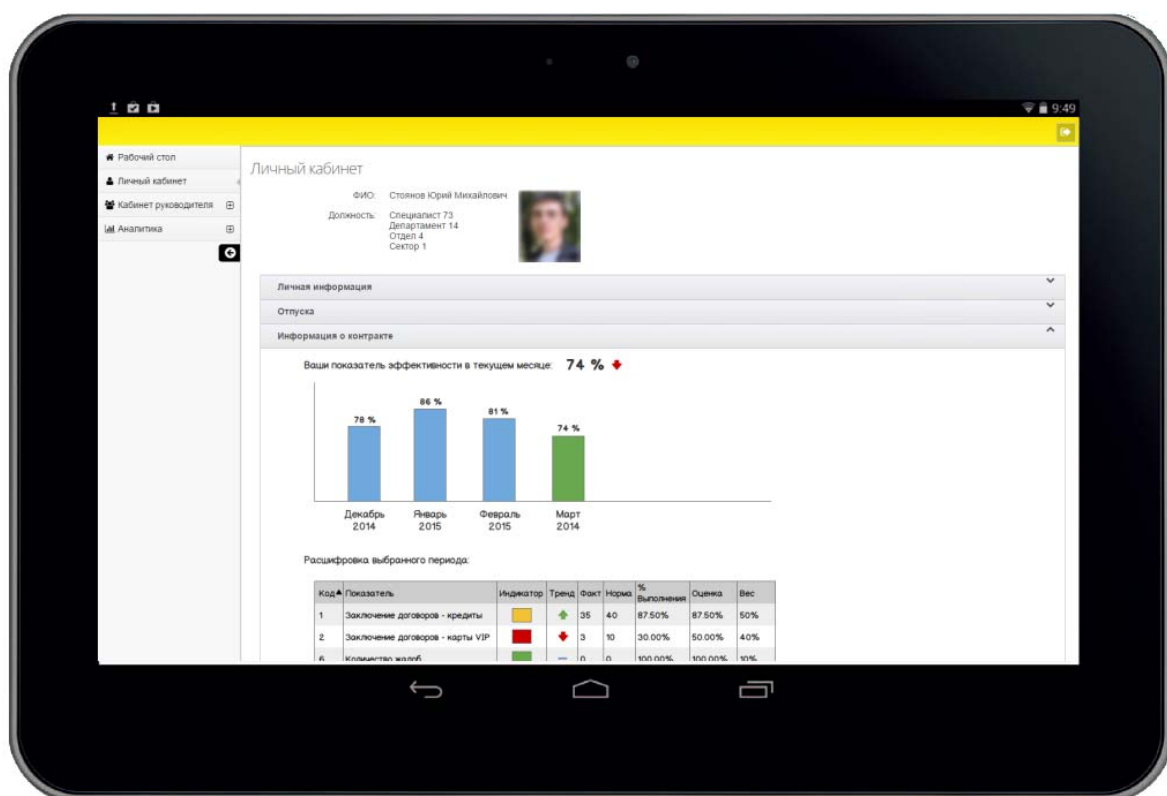 9:49
Рабочий стол
Личный кабинет
Кабинет руководителя
Аналитика
Личный кабинет
ФИО: Стоянов Юрий Михайлович
Должность: Специалист 73
Департамент 14
Отдел 4
Сектор 1
Личная информация
Отпуска
Информация о контракте
Ваши показатель эффективности в текущем месяце: 74 %
78 % 86 % 81 % 74 %
Декабрь Январь Февраль Март
2014 2015 2015 2014
Расшифровка выбранного периода:
Код Показатель Индикатор Тренд Факт Норма % Выполнения Оценка Вес
1 Заключение договоров - кредиты 35 40 87.50% 87.50% 50%
2 Заключение договоров - карты VIP 3 10 30.00% 50.00% 40%
6 Количество жалоб 0 0 100.00% 100.00% 10%